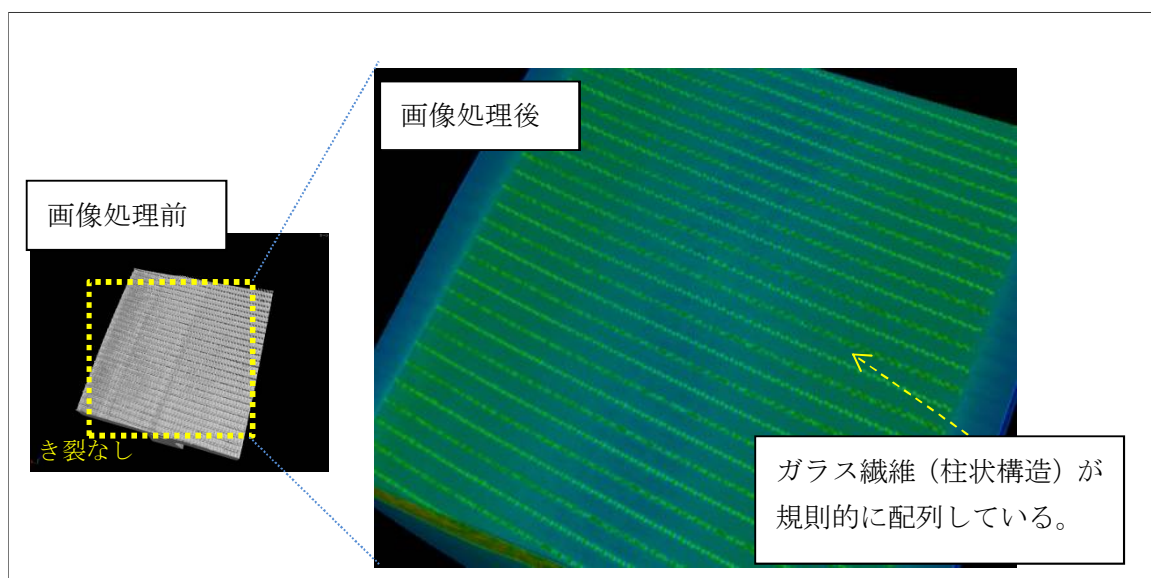 画像処理後
画像処理前
き裂なし
ガラス繊維（柱状構造）が
規則的に配列している。